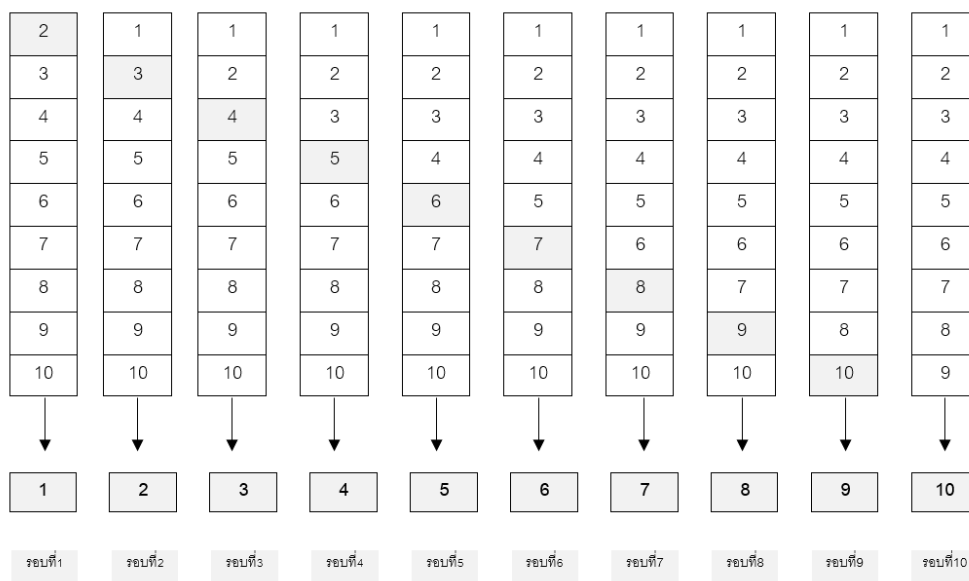 2 1 1 1 1 1 1 1 1 1
3 3 2 2 2 2 2 2 2 2
4 4 4 3 3 3 3 3 3 3
5 5 5 5 4 4 4 4 4 4
6 6 6 6 6 5 5 5 5 5
7 7 7 7 7 7 6 6 6 6
8 8 8 8 8 8 8 7 7 7
9 9 9 9 9 9 9 9 8 8
10 10 10 10 10 10 10 10 10 9
1 2 3 4 5 6 7 8 9 10
รอบที่1 รอบที่2 รอบที่3 รอบที่4 รอบที่5 รอบที่6 รอบที่7 รอบที่8 รอบที่9 รอบที่10